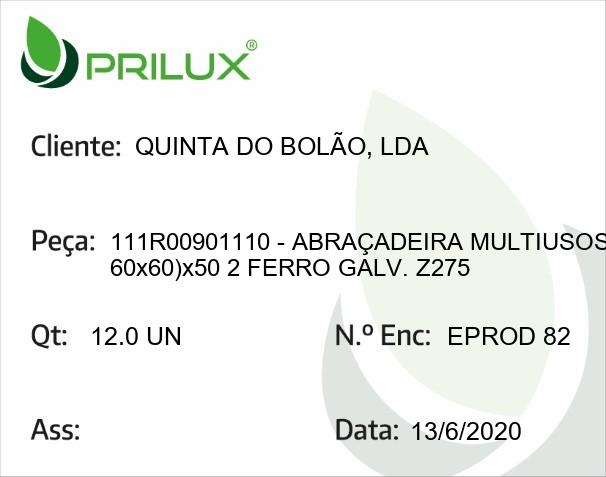 PRILUX®
Cliente: QUINTA DO BOLÃO, LDA
Peça: 111R00901110 - ABRAÇADEIRA MULTIUSOS
60x60)x50 2 FERRO GALV. Z275
Qt: 12.0 UN N.º Enc: EPROD 82
Ass: Data: 13/6/2020